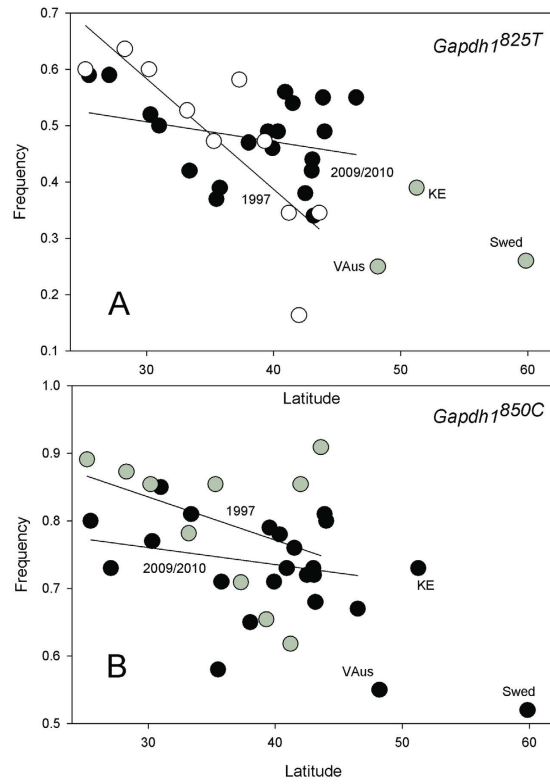 Gapdh1825T
0.7
0.6
0.5
0.4
0.3
0.2
0.1
Frequency
2009/2010
1997
KE
VAus
Swed
A
30 40 50 60
Latitude
Gapdh1850C
1.0
0.9
0.8
0.7
0.6
0.5
Frequency
1997
2009/2010
KE
VAus
Swed
B
30 40 50 60
Latitude